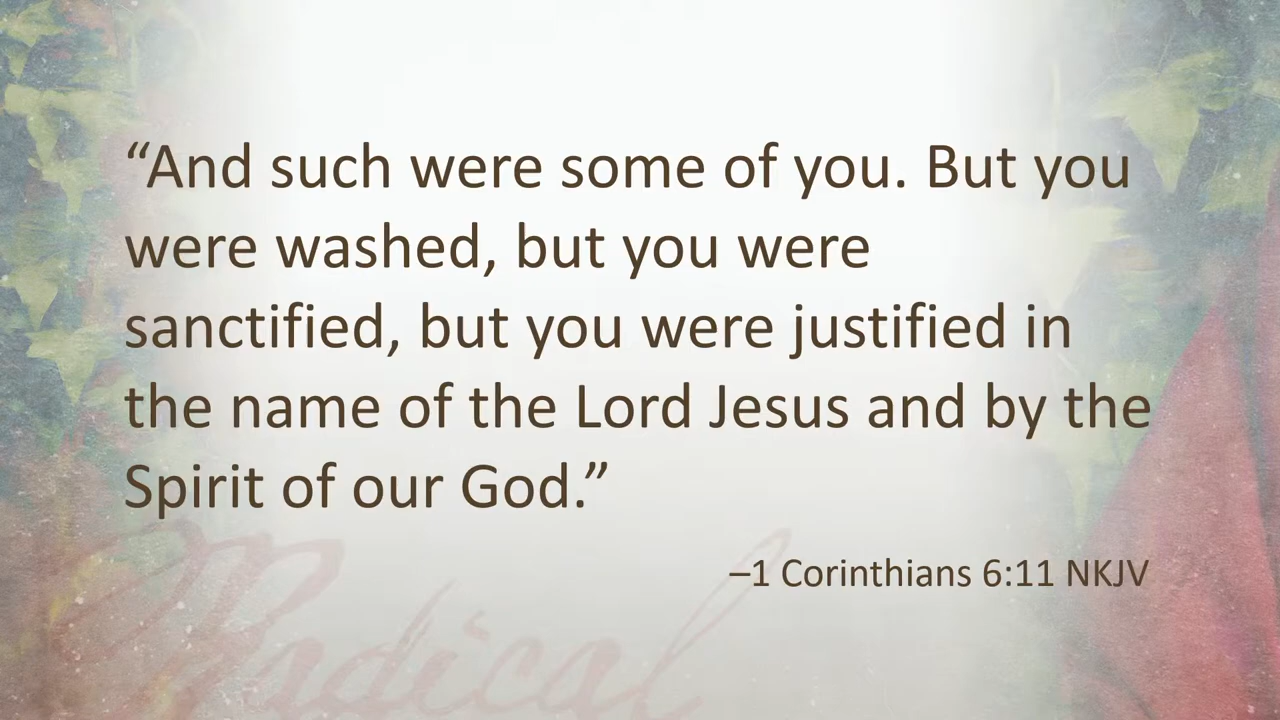 “And such were some of you. But you
were washed, but you were
sanctified, but you were justified in
the name of the Lord Jesus and by the
Spirit of our God.”
–1 Corinthians 6:11 NKJV
Radical